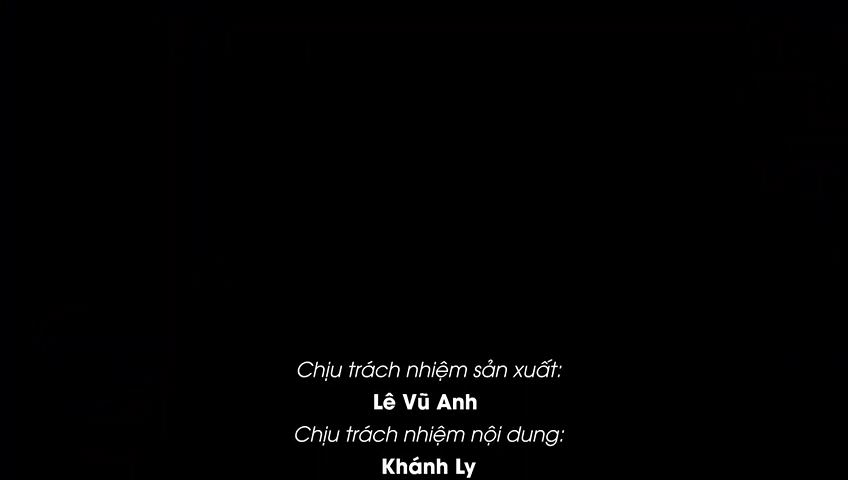 Chịu trách nhiệm sản xuất:
Lê Vũ Anh
Chịu trách nhiệm nội dung:
Khánh Ly